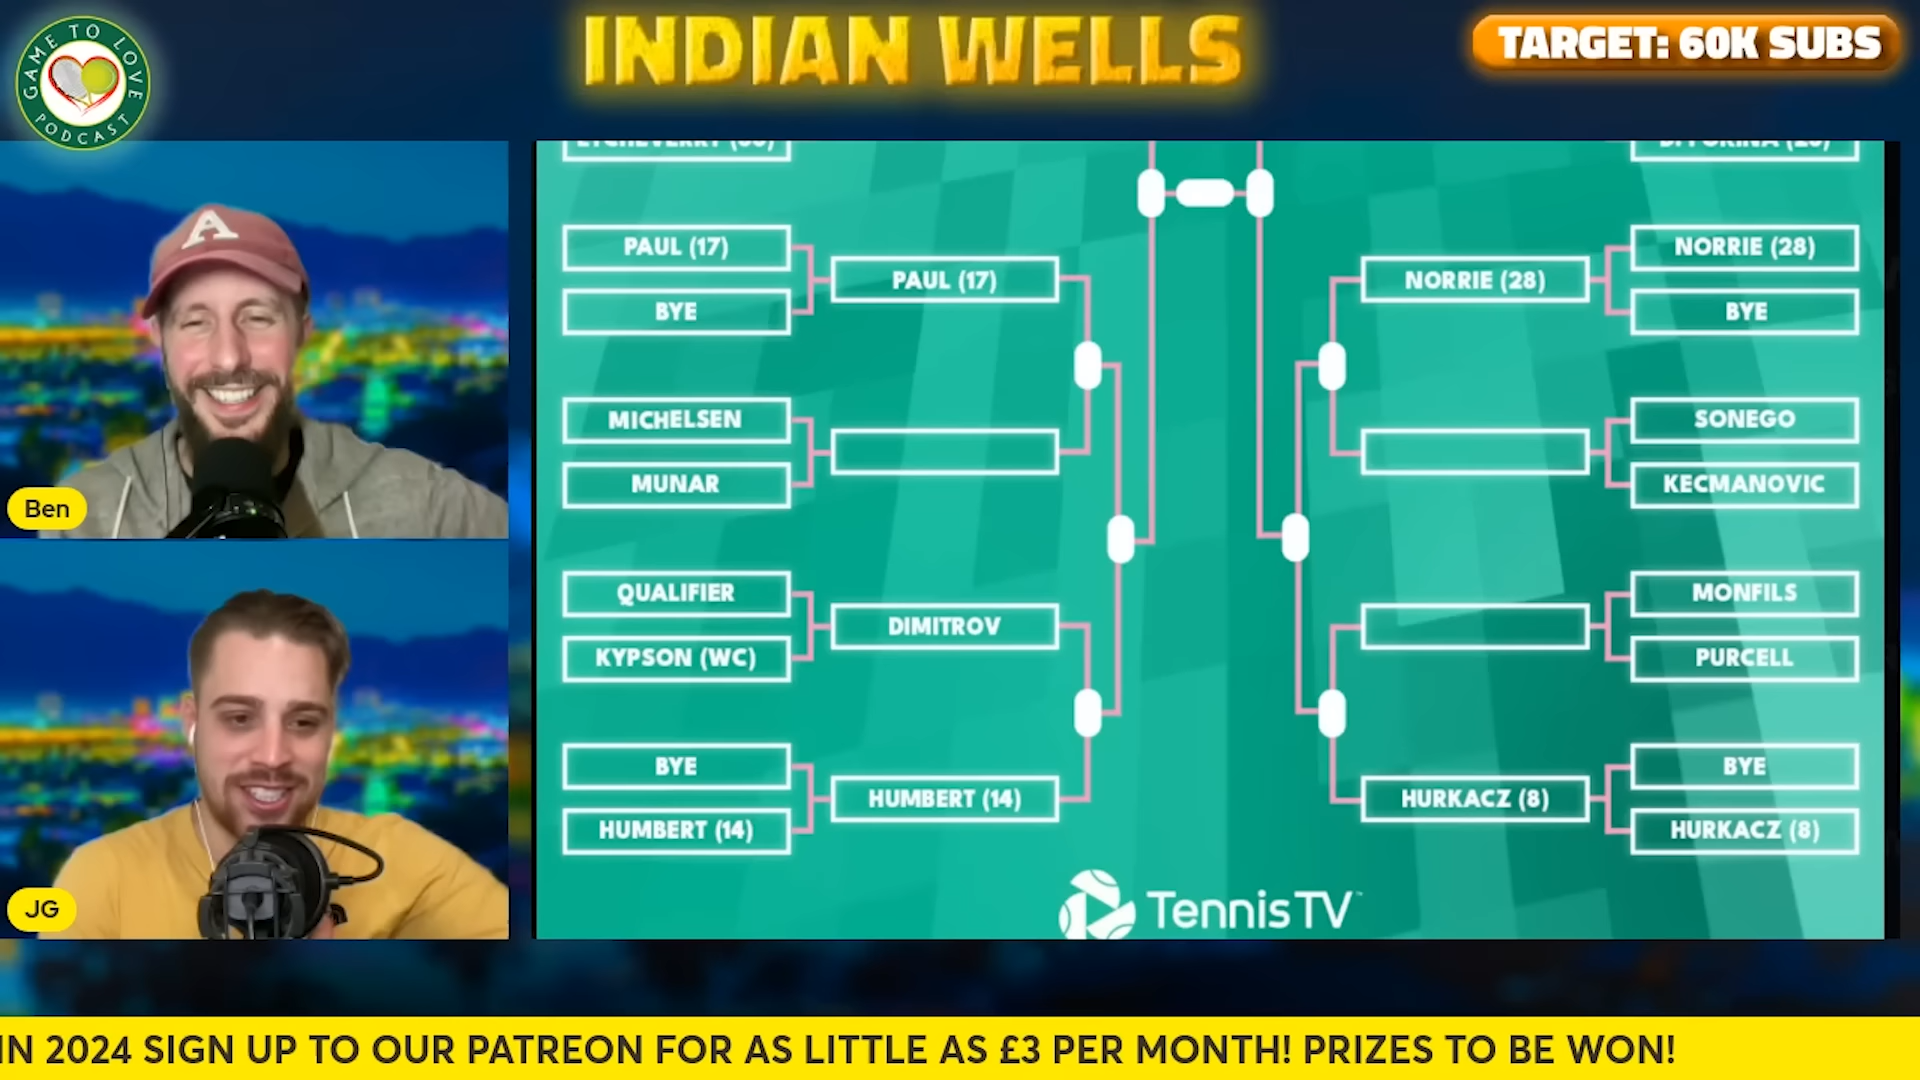 GAME TO LOVE PODCAST
INDIAN WELLS
TARGET: 60K SUBS
PAUL (17)
BYE
MICHELSEN
MUNAR
QUALIFIER
KYPSON (WC)
BYE
HUMBERT (14)
PAUL (17)
DIMITROV
HUMBERT (14)
NORRIE (28)
HURKACZ (8)
NORRIE (28)
BYE
SONEGO
KECMANOVIC
MONFILS
PURCELL
BYE
HURKACZ (8)
TennisTV™
A
Ben
JG
IN 2024 SIGN UP TO OUR PATREON FOR AS LITTLE AS £3 PER MONTH! PRIZES TO BE WON!